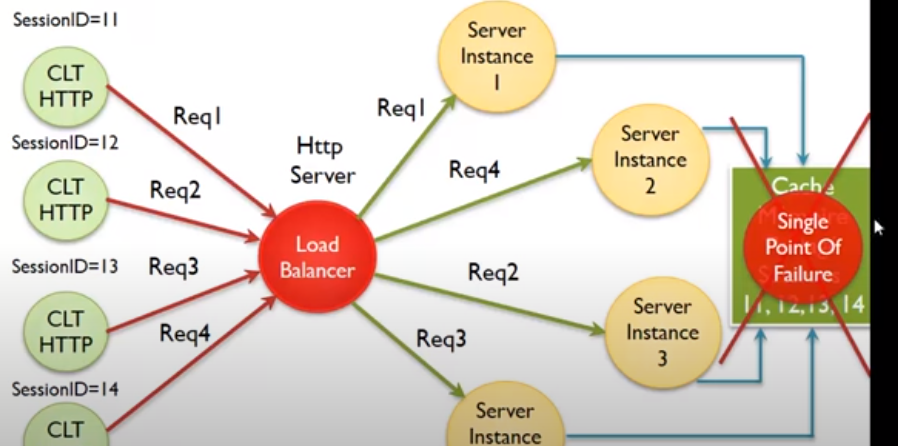 SessionID=11
CLT
HTTP
Req1
SessionID=12
CLT
HTTP
Req2
SessionID=13
CLT
HTTP
Req3
SessionID=14
CLT
Req4
Http
Server
Load
Balancer
Req1
Req4
Req2
Req3
Server
Instance
1
Server
Instance
2
Server
Instance
3
Server
Instance
Cache
Single
Point Of
Failure
11, 12,13, 14